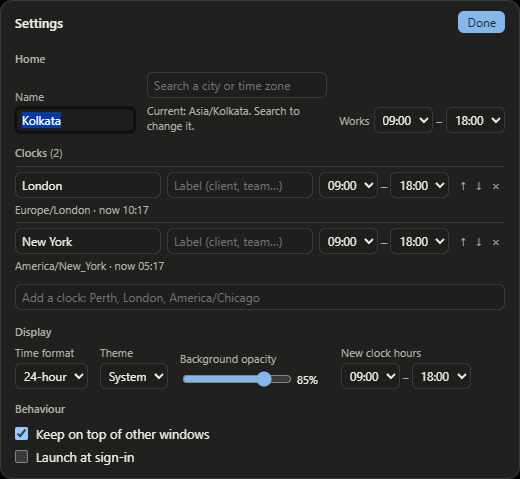 Settings
Done
Home
Search a city or time zone
Name
Kolkata
Current: Asia/Kolkata. Search to
change it.
Works 09:00 – 18:00
Clocks (2)
London Label (client, team...) 09:00 – 18:00 ↑ ↓ ×
Europe/London · now 10:17
New York Label (client, team...) 09:00 – 18:00 ↑ ↓ ×
America/New_York · now 05:17
Add a clock: Perth, London, America/Chicago
Display
Time format Theme Background opacity New clock hours
24-hour System 85% 09:00 – 18:00
Behaviour
Keep on top of other windows
Launch at sign-in